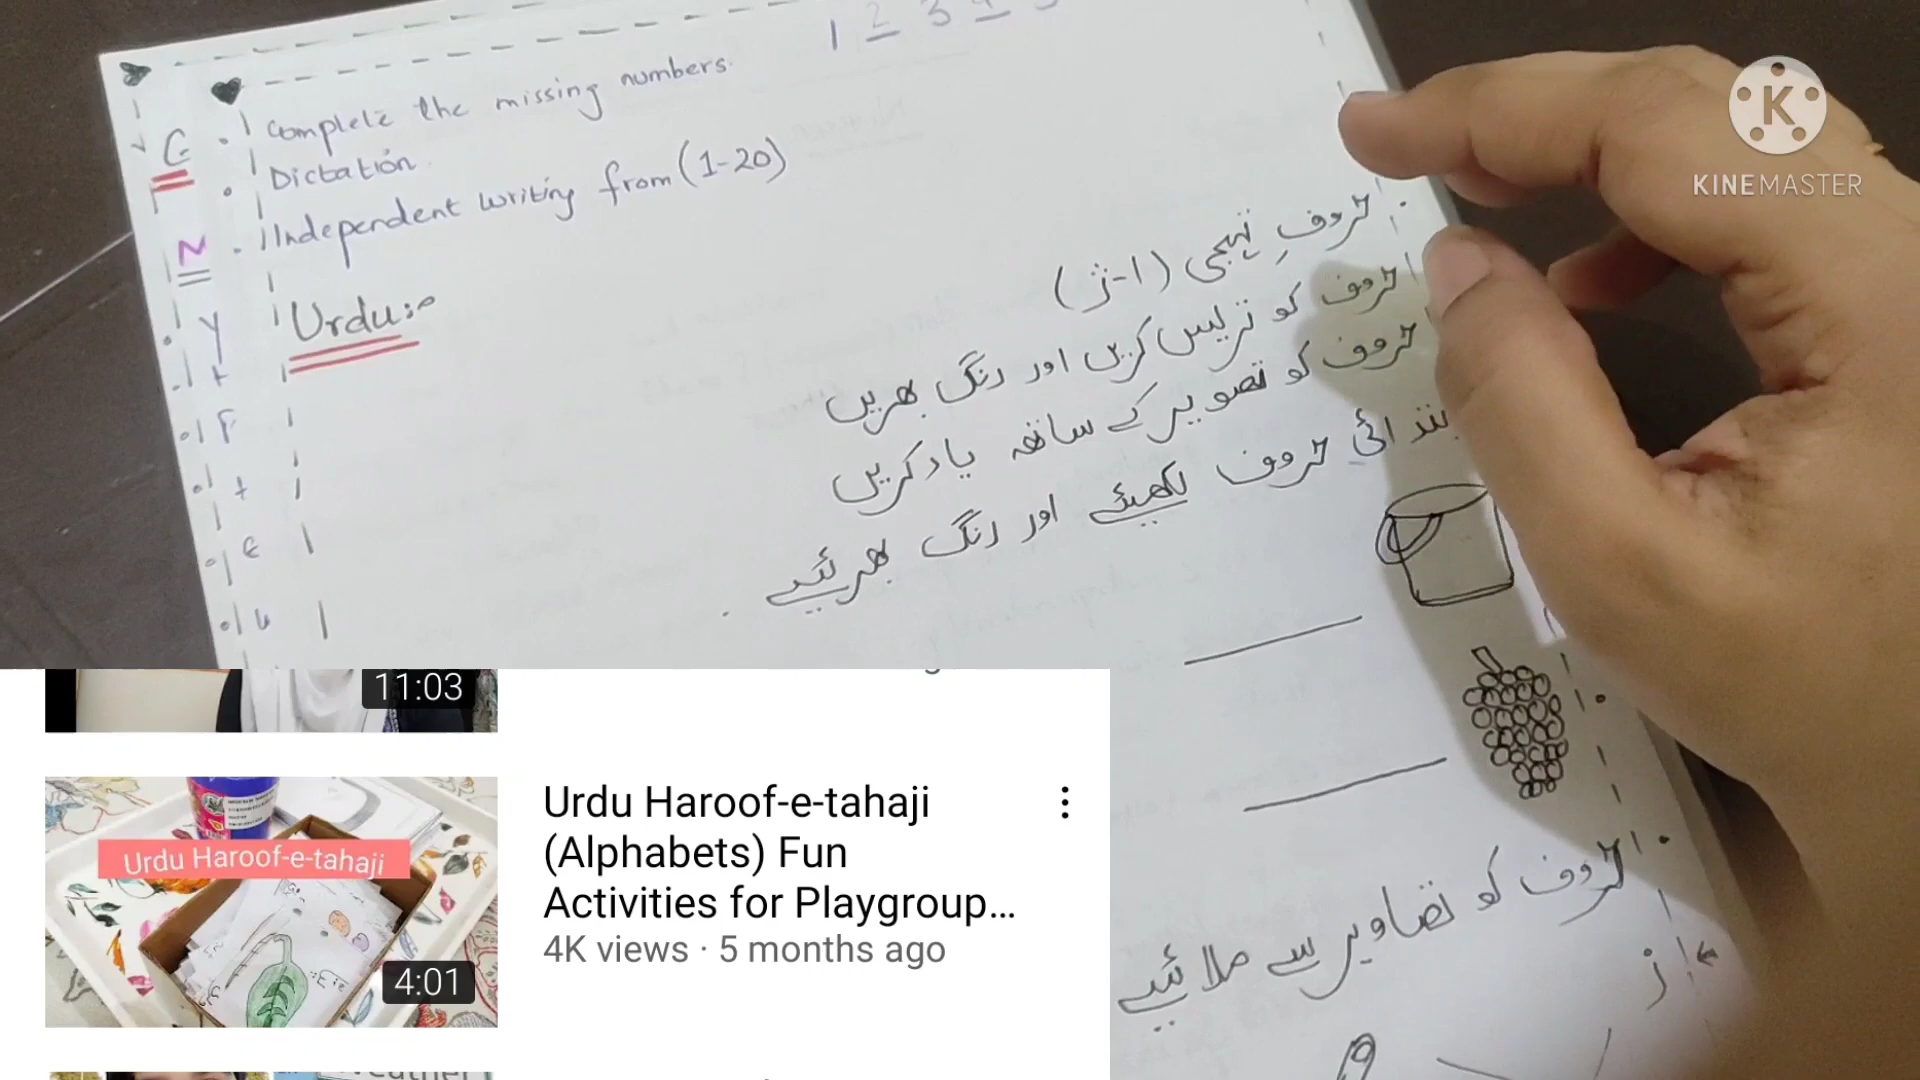 1 2 3 4 5
Complete the missing numbers.
Dictation.
Independent writing from (1-20)
Urdu:-
حروفِ تہجی (ا-ژ)
حروف کو ٹریس کریں اور رنگ بھریں
حروف کو تصویر کے ساتھ یاد کریں
ابتدائی حروف لکھیئے اور رنگ بھریئے
حروف کو تصاویر سے ملائیے
ز
K
KINEMASTER
11:03
Urdu Haroof-e-tahaji
4:01
Urdu Haroof-e-tahaji
(Alphabets) Fun
Activities for Playgroup...
4K views · 5 months ago